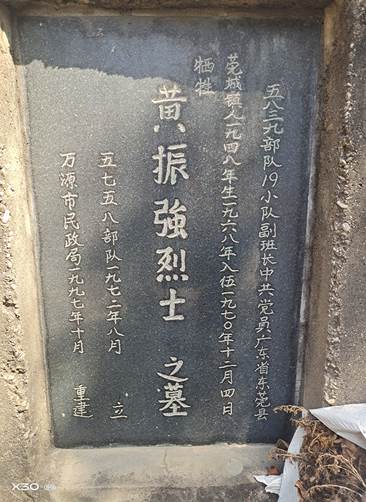 五八三九部队19小队副班长中共党员广东省东莞县
莞城镇人一九四八年生一九六八年入伍一九七〇年十二月四日
牺牲
黄振強烈士之墓
五七五八部队一九七二年八月 立
万源市民政局一九九七年十月 重建
X30